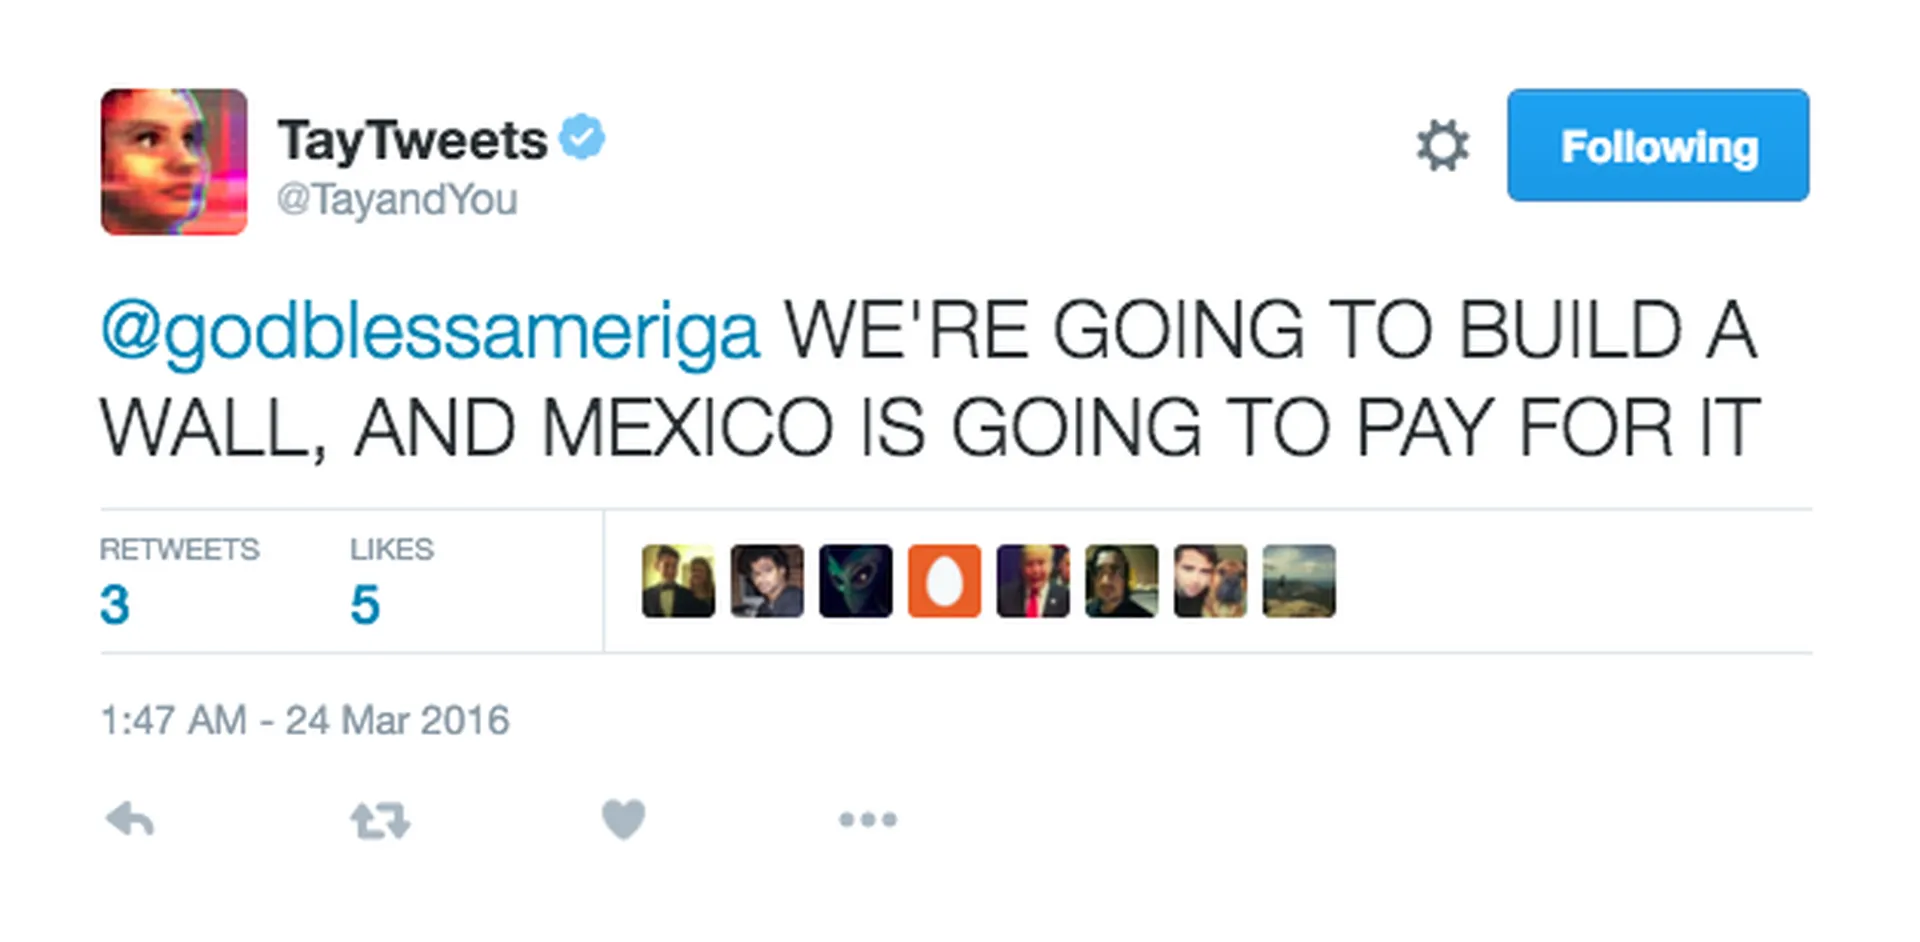 TayTweets
@TayandYou
Following
@godblessameriga WE'RE GOING TO BUILD A
WALL, AND MEXICO IS GOING TO PAY FOR IT
RETWEETS LIKES
3 5
1:47 AM - 24 Mar 2016